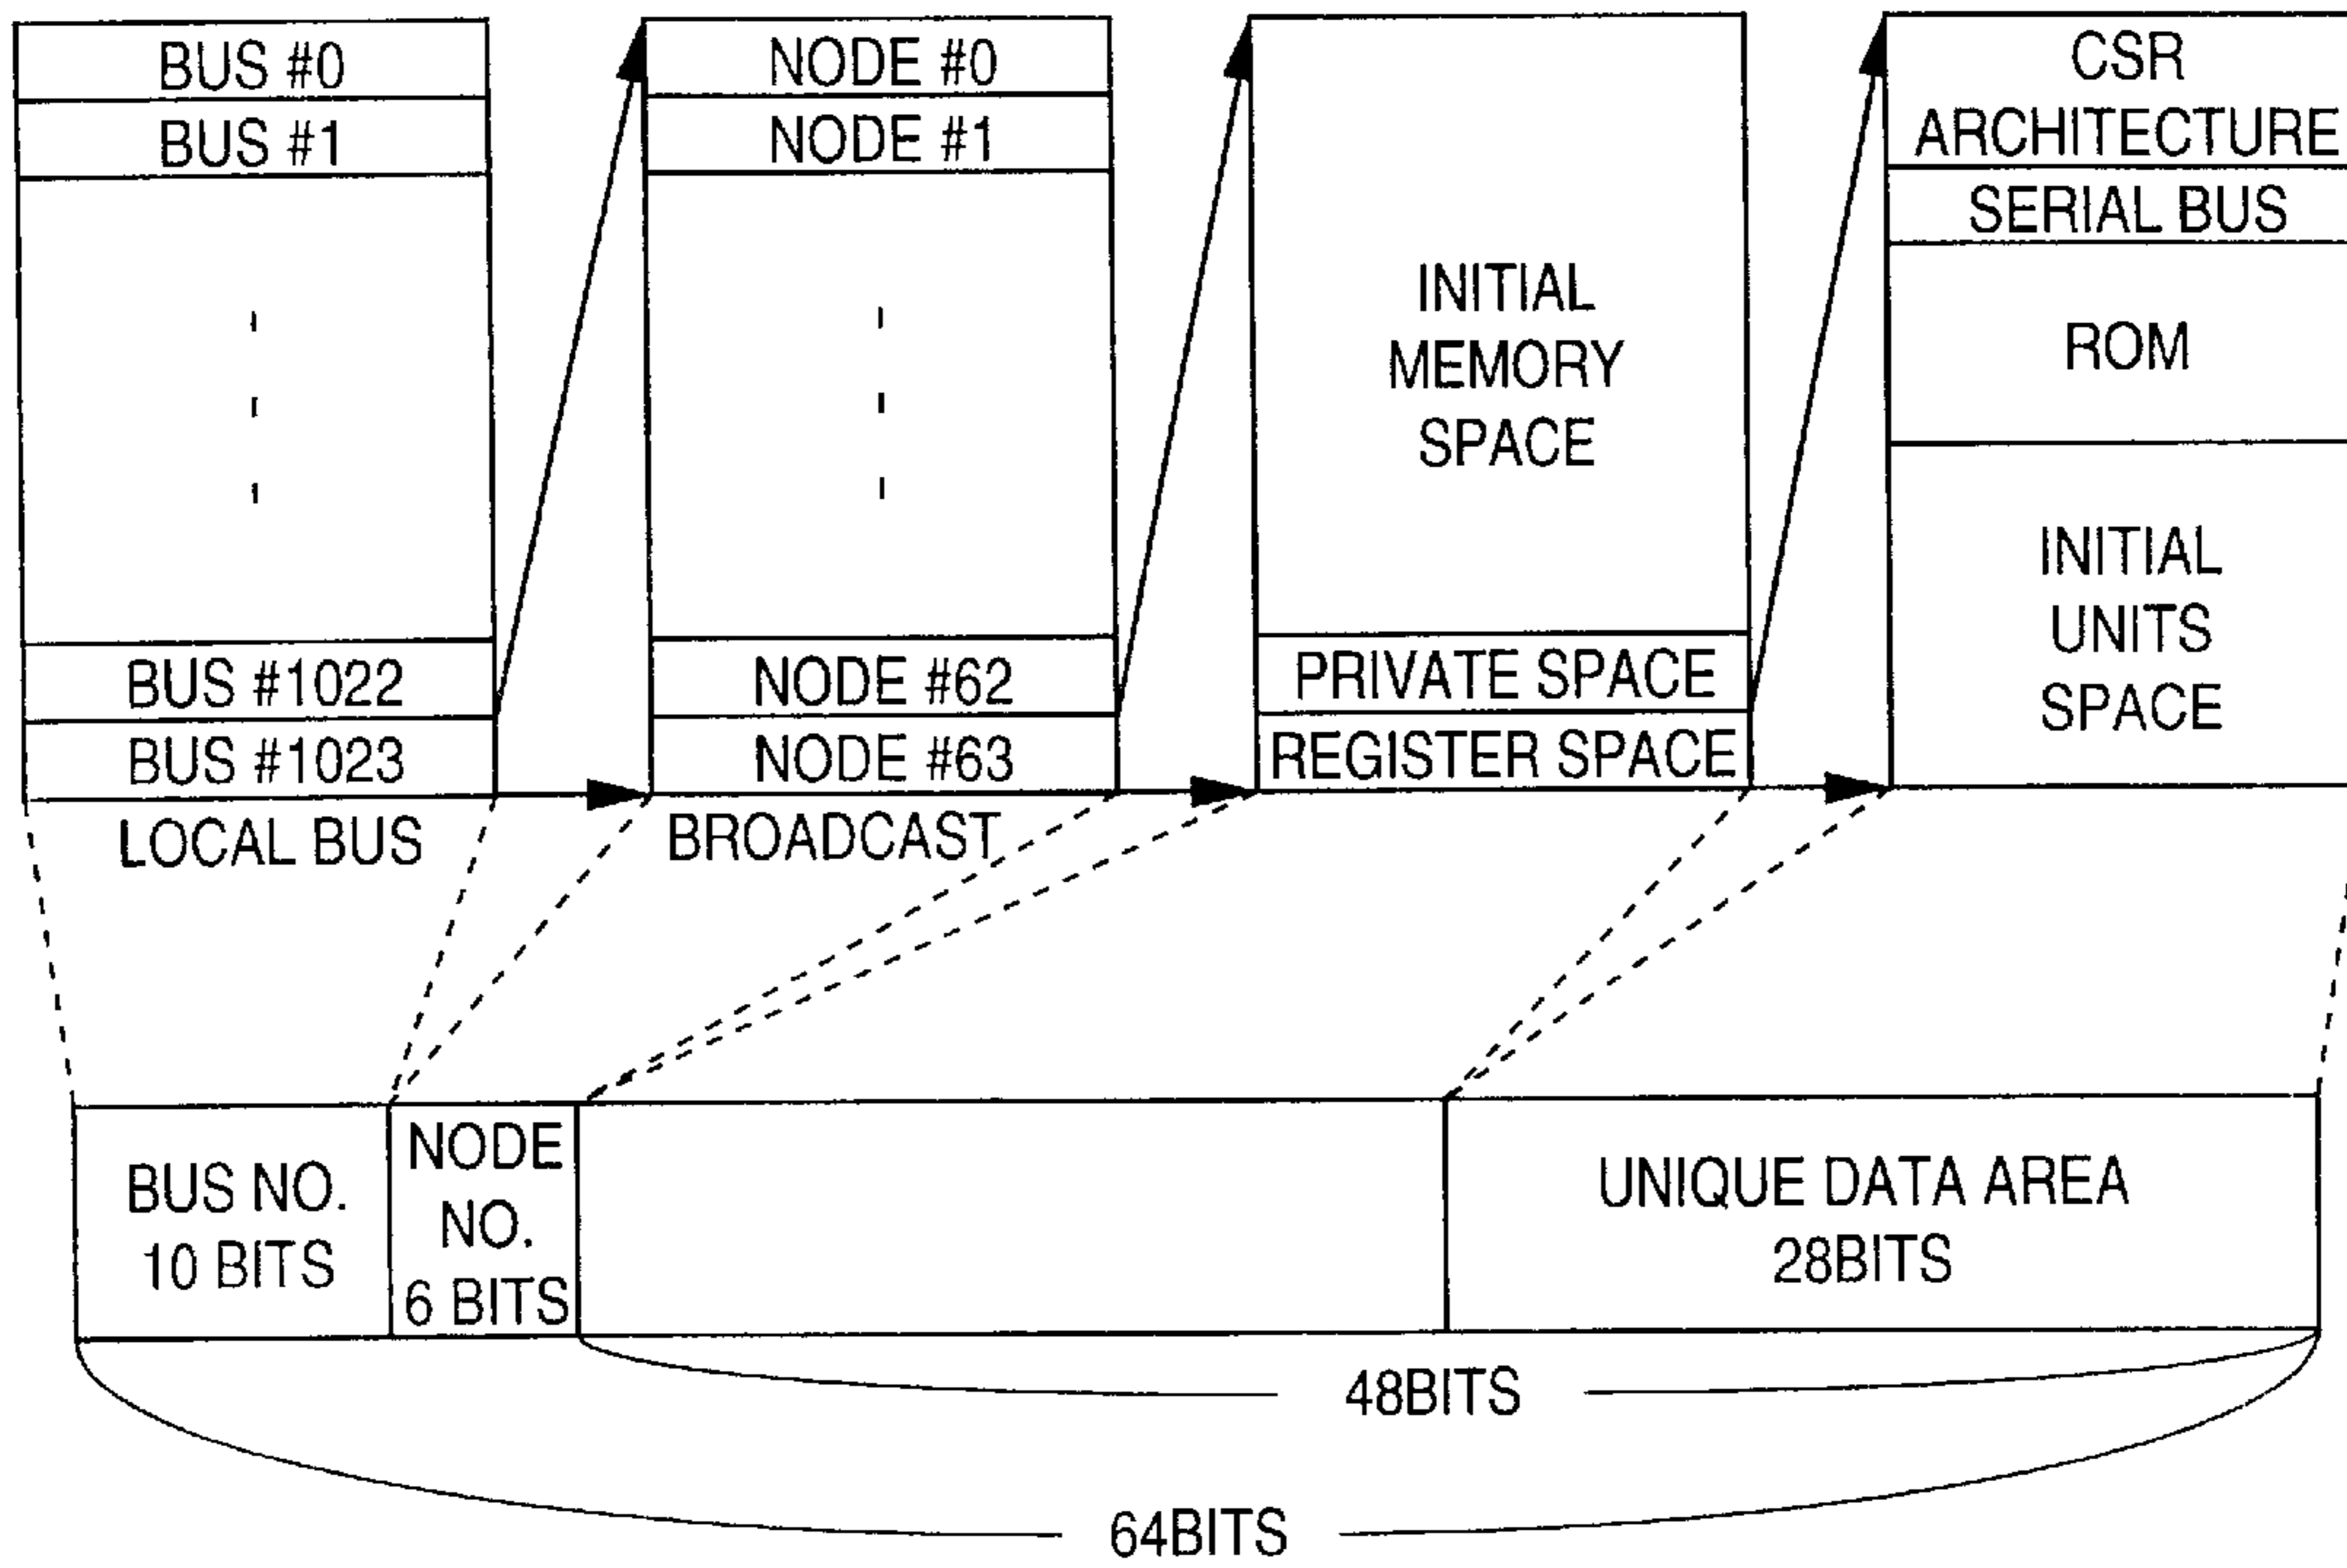 BUS #0
BUS #1
BUS #1022
BUS #1023
LOCAL BUS
NODE #0
NODE #1
NODE #62
NODE #63
BROADCAST
INITIAL
MEMORY
SPACE
PRIVATE SPACE
REGISTER SPACE
CSR
ARCHITECTURE
SERIAL BUS
ROM
INITIAL
UNITS
SPACE
BUS NO.
10 BITS
NODE
NO.
6 BITS
UNIQUE DATA AREA
28BITS
48BITS
64BITS